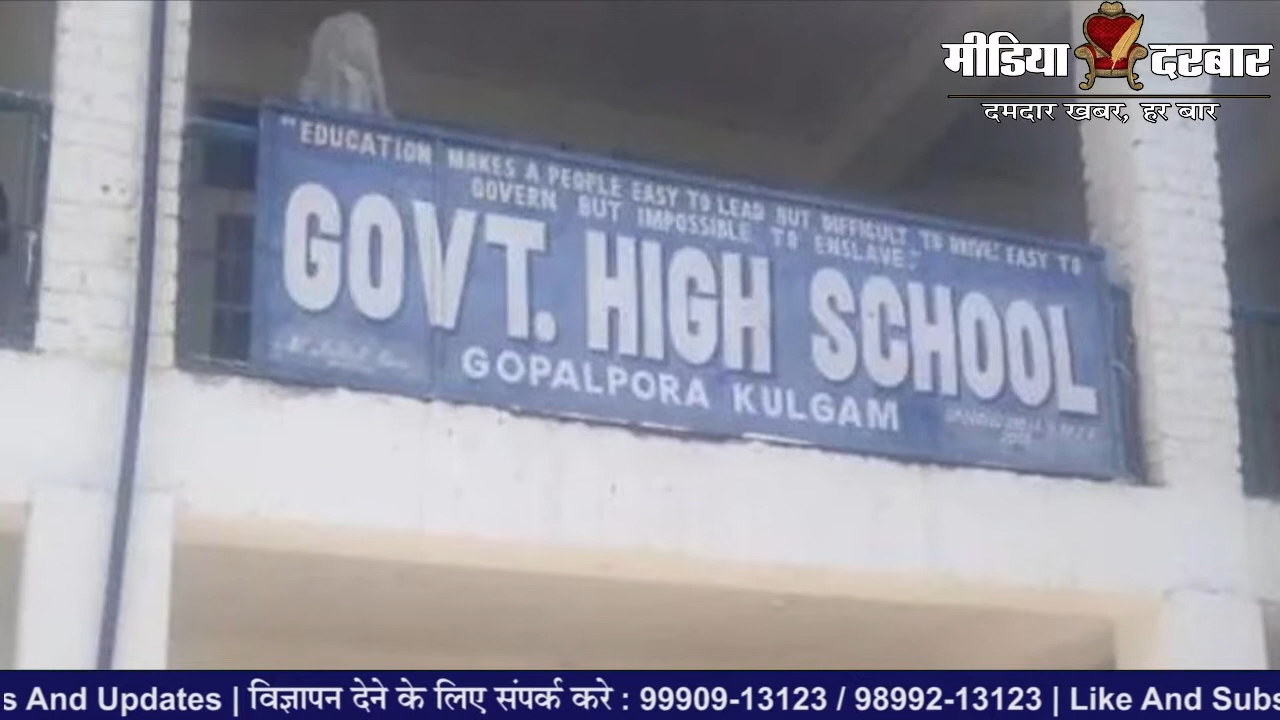 मीडिया दरबार
दमदार खबर, हर बार
"EDUCATION MAKES A PEOPLE EASY TO LEAD BUT DIFFICULT TO DRIVE: EASY TO
GOVERN BUT IMPOSSIBLE TO ENSLAVE."
GOVT. HIGH SCHOOL
GOPALPORA KULGAM
s And Updates | विज्ञापन देने के लिए संपर्क करे : 99909-13123 / 98992-13123 | Like And Subs